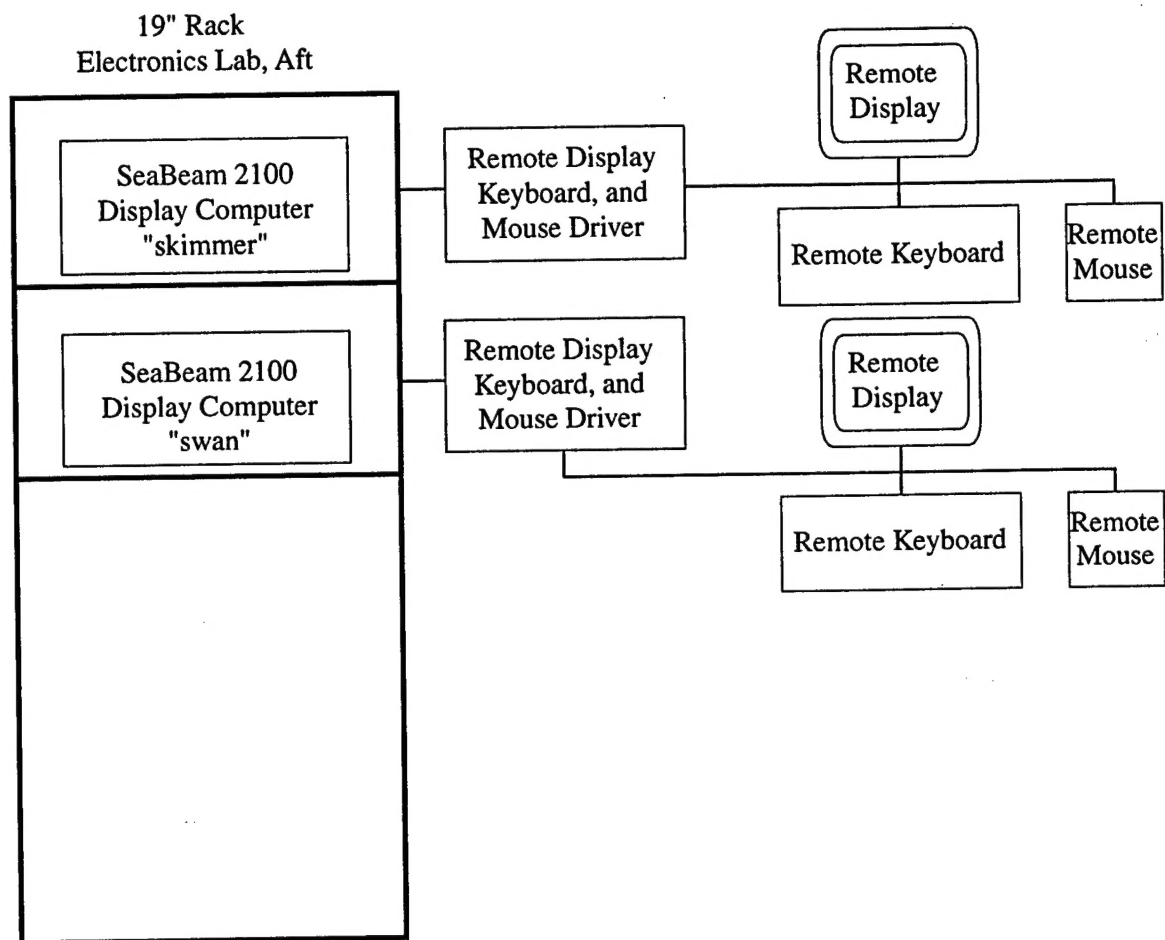 19" Rack
Electronics Lab, Aft
SeaBeam 2100
Display Computer
"skimmer"
Remote Display
Keyboard, and
Mouse Driver
Remote
Display
Remote Keyboard
Remote
Mouse
SeaBeam 2100
Display Computer
"swan"
Remote Display
Keyboard, and
Mouse Driver
Remote
Display
Remote Keyboard
Remote
Mouse